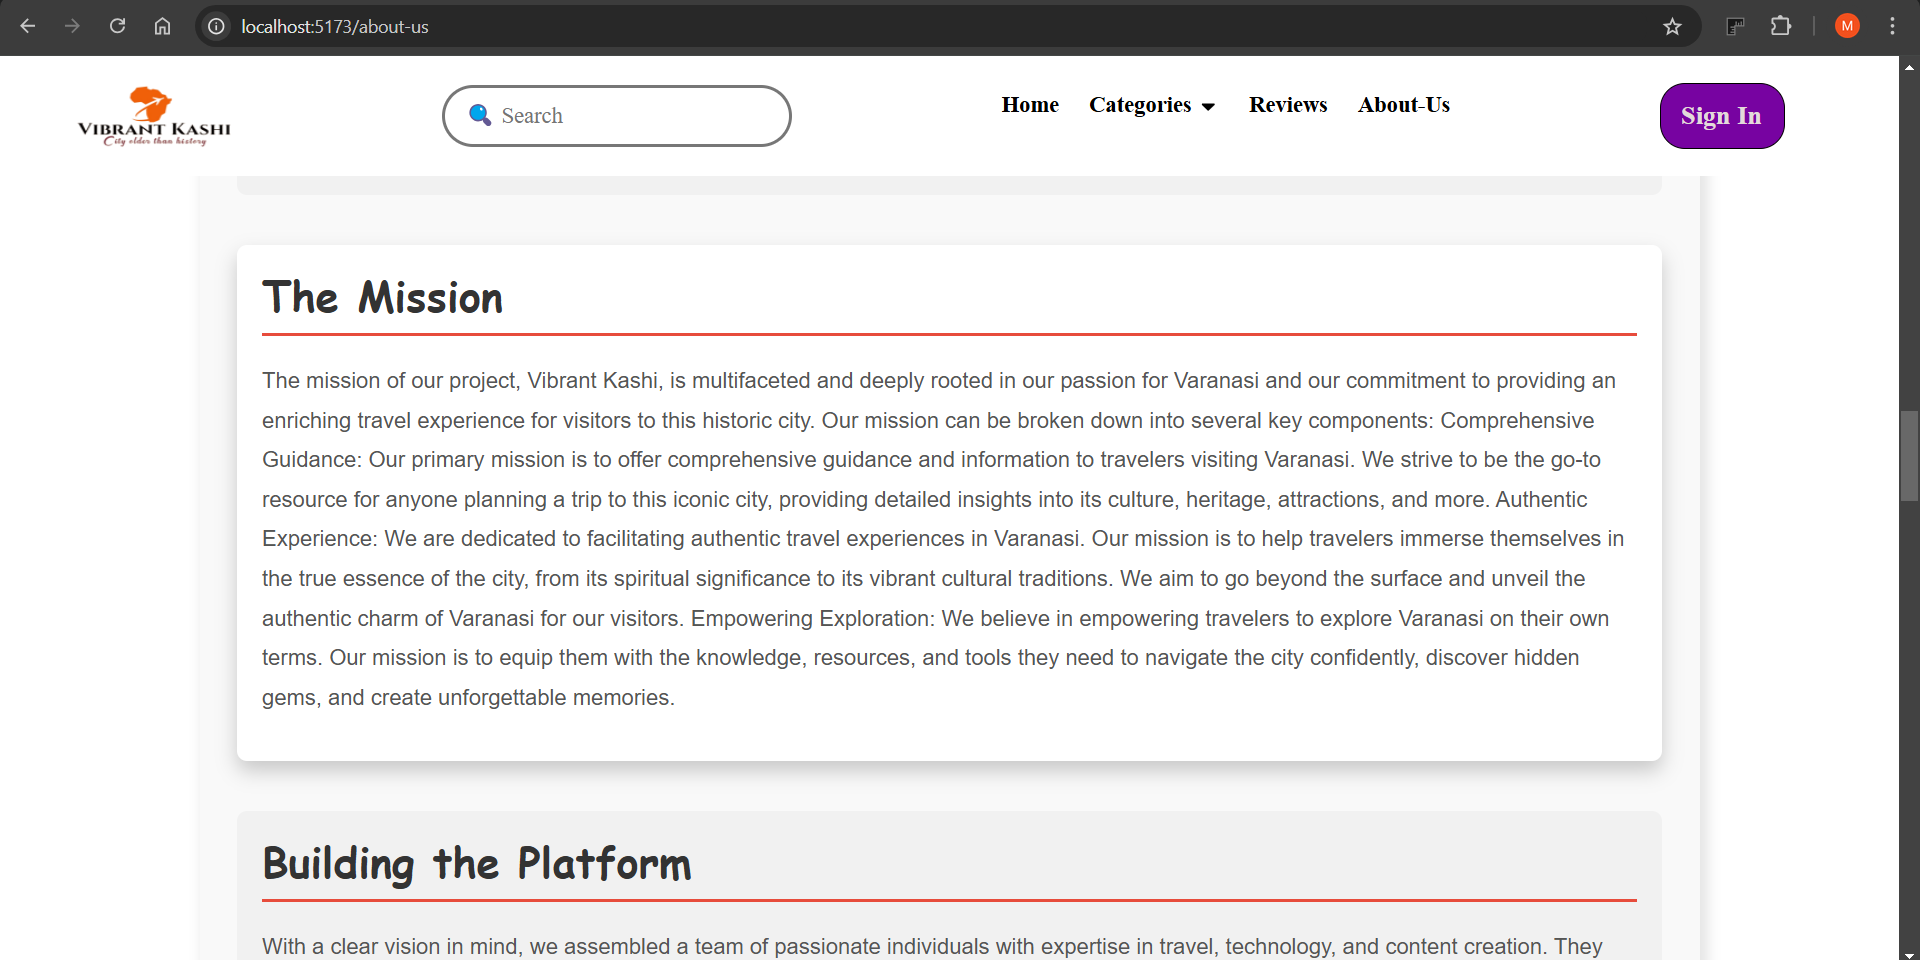 localhost:5173/about-us
M
VIBRANT KASHI
City older than history
Search
Home Categories Reviews About-Us
Sign In
The Mission
The mission of our project, Vibrant Kashi, is multifaceted and deeply rooted in our passion for Varanasi and our commitment to providing an
enriching travel experience for visitors to this historic city. Our mission can be broken down into several key components: Comprehensive
Guidance: Our primary mission is to offer comprehensive guidance and information to travelers visiting Varanasi. We strive to be the go-to
resource for anyone planning a trip to this iconic city, providing detailed insights into its culture, heritage, attractions, and more. Authentic
Experience: We are dedicated to facilitating authentic travel experiences in Varanasi. Our mission is to help travelers immerse themselves in
the true essence of the city, from its spiritual significance to its vibrant cultural traditions. We aim to go beyond the surface and unveil the
authentic charm of Varanasi for our visitors. Empowering Exploration: We believe in empowering travelers to explore Varanasi on their own
terms. Our mission is to equip them with the knowledge, resources, and tools they need to navigate the city confidently, discover hidden
gems, and create unforgettable memories.
Building the Platform
With a clear vision in mind, we assembled a team of passionate individuals with expertise in travel, technology, and content creation. They